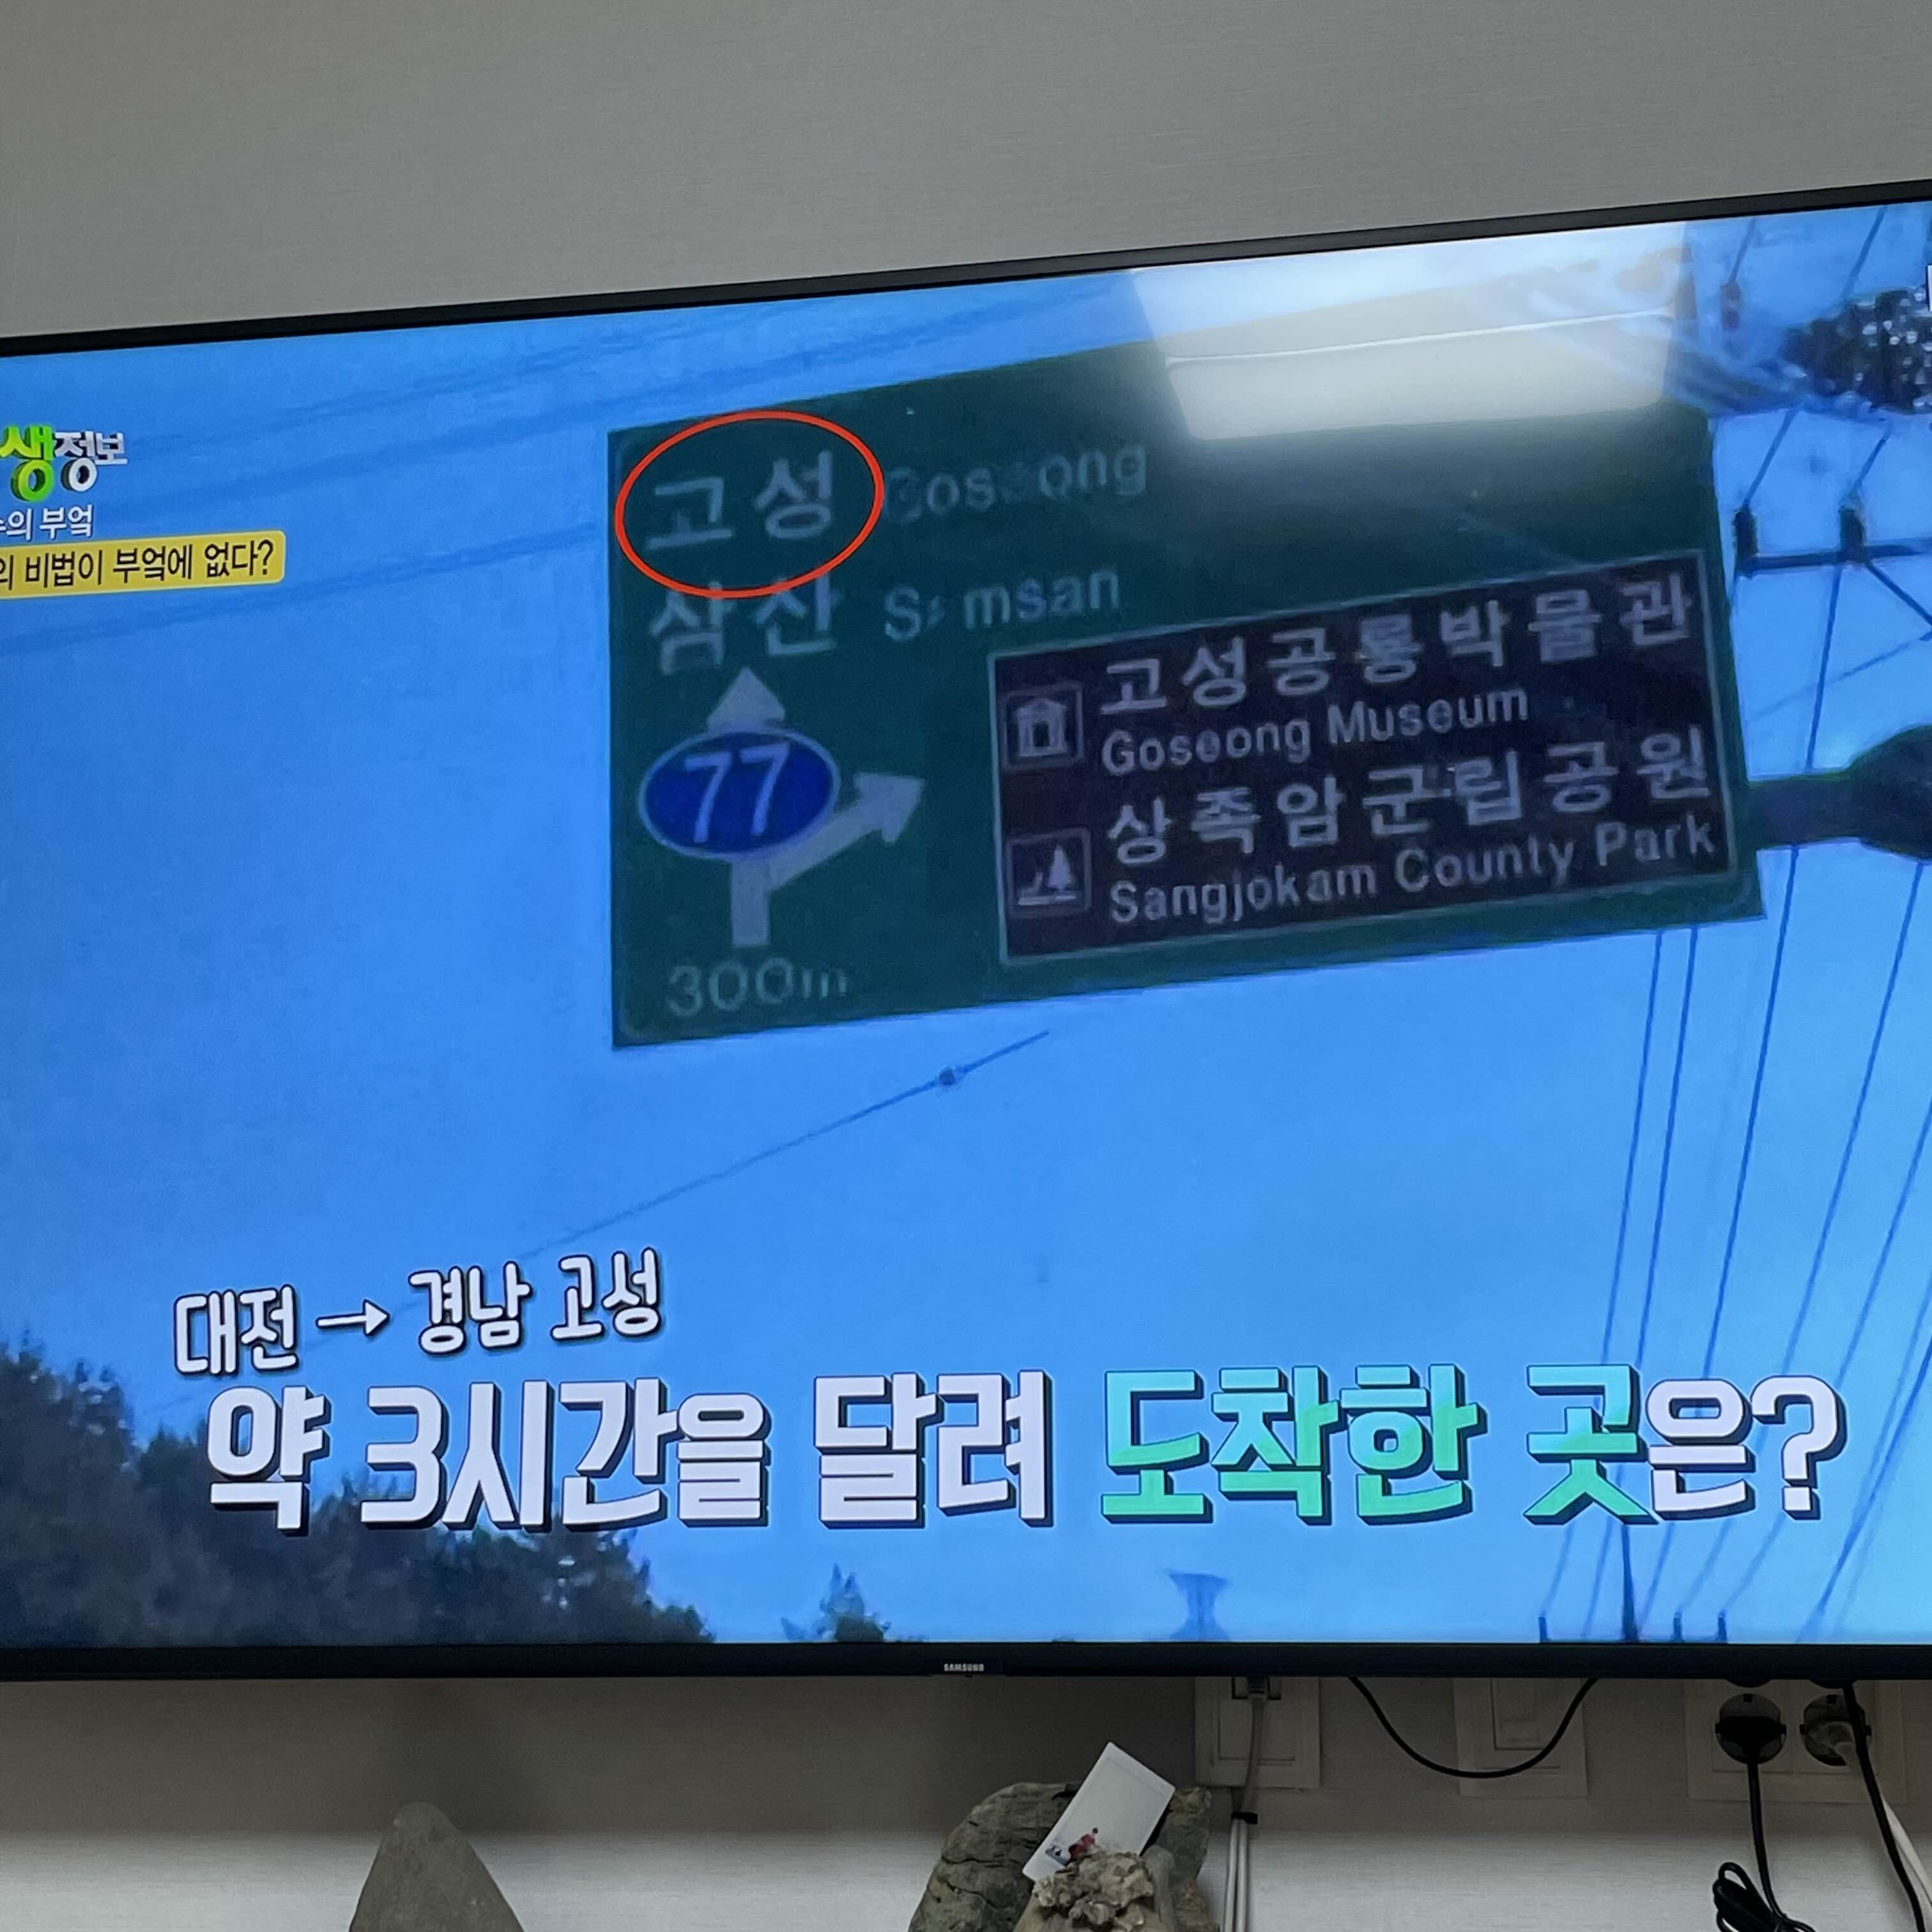 생정보
의 부엌
의 비법이 부엌에 없다?
고성 Goseong
삼산 Samsan
77
300m
고성공룡박물관
Goseong Museum
상족암군립공원
Sangjokam County Park
대전 → 경남 고성
약 3시간을 달려 도착한 곳은?
SAMSUNG